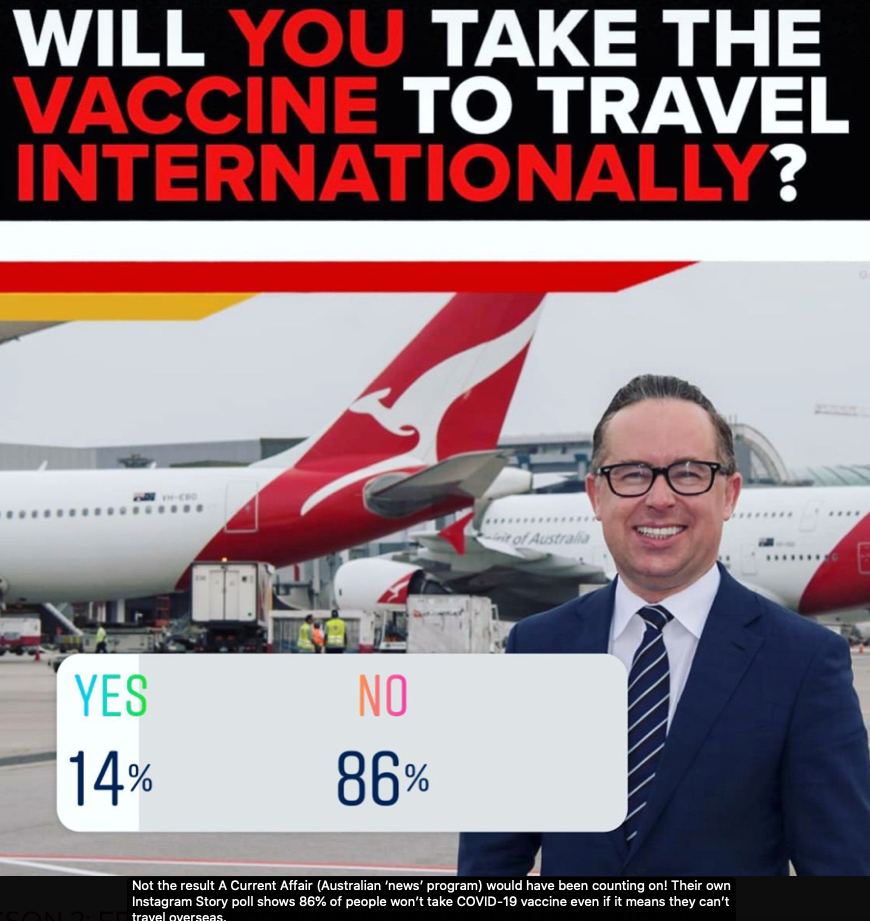 WILL YOU TAKE THE
VACCINE TO TRAVEL
INTERNATIONALLY?
VH-EBO
irit of Australia
YES NO
14% 86%
Not the result A Current Affair (Australian ‘news’ program) would have been counting on! Their own
Instagram Story poll shows 86% of people won’t take COVID-19 vaccine even if it means they can’t
travel overseas.